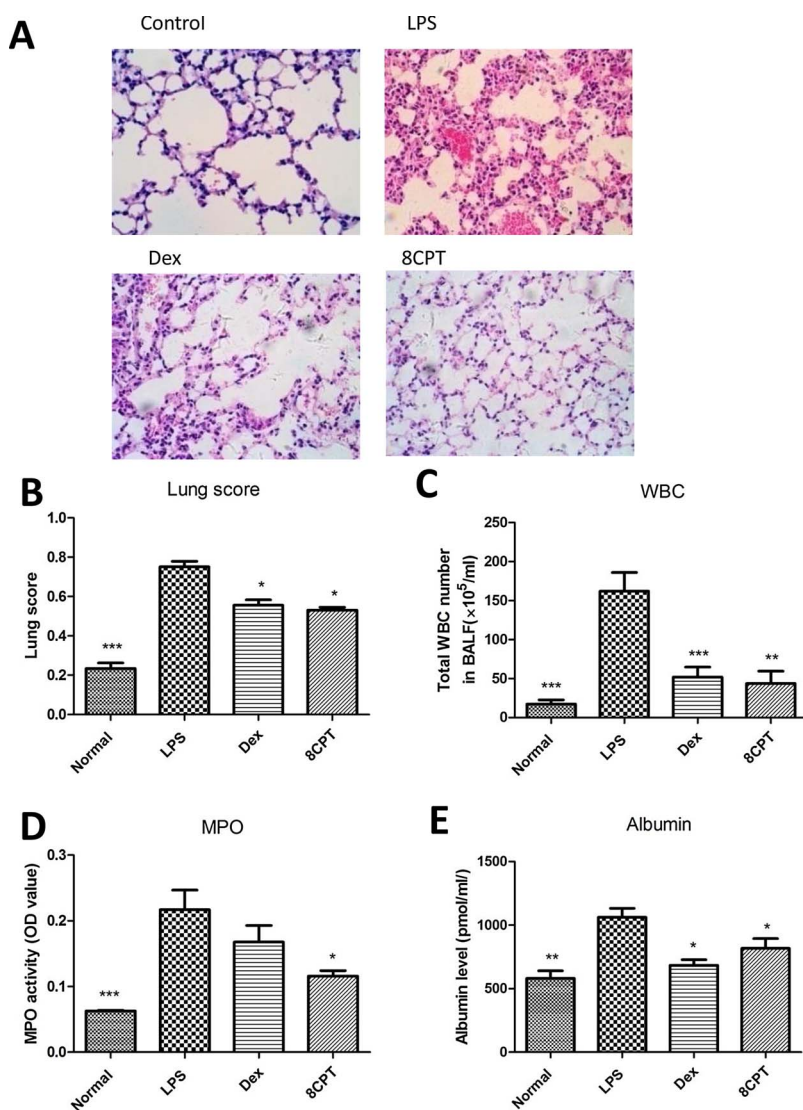 A
Control
LPS
Dex
8CPT
B
Lung score
Lung score
1.0
0.8
0.6
0.4
0.2
0.0
***
*
*
Normal
LPS
Dex
8CPT
C
WBC
Total WBC number
in BALF(×10⁵/ml)
250
200
150
100
50
0
***
***
**
Normal
LPS
Dex
8CPT
D
MPO
MPO activity (OD value)
0.3
0.2
0.1
0.0
***
*
Normal
LPS
Dex
8CPT
E
Albumin
Albumin level (pmol/ml/)
1500
1000
500
0
**
*
*
Normal
LPS
Dex
8CPT